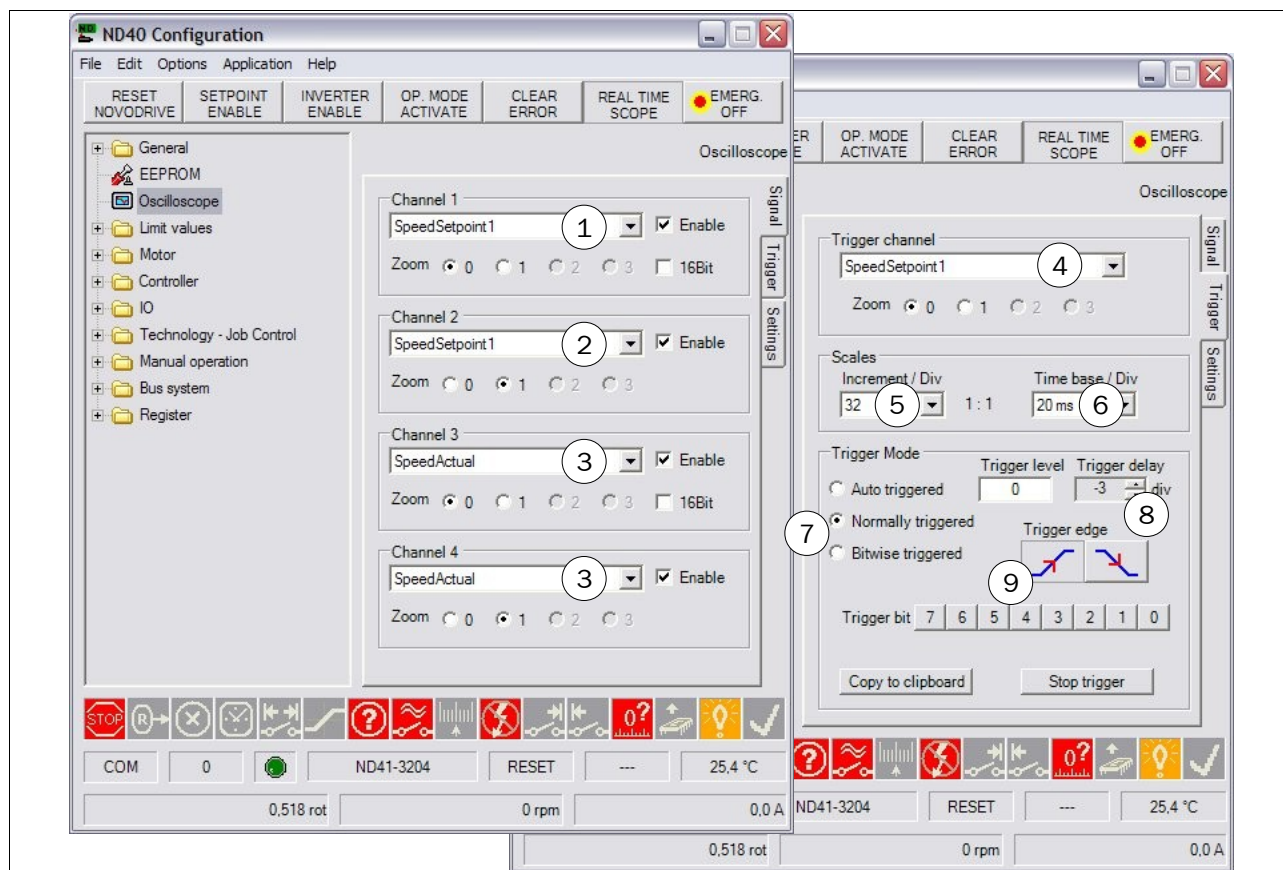 ND40 Configuration
File Edit Options Application Help
RESET NOVODRIVE
SETPOINT ENABLE
INVERTER ENABLE
OP. MODE ACTIVATE
CLEAR ERROR
REAL TIME SCOPE
EMERG. OFF
General
EEPROM
Oscilloscope
Limit values
Motor
Controller
IO
Technology - Job Control
Manual operation
Bus system
Register
Oscilloscope
Signal
Trigger
Settings
Channel 1
SpeedSetpoint1 1 Enable
Zoom 0 1 2 3 16Bit
Channel 2
SpeedSetpoint1 2 Enable
Zoom 0 1 2 3
Channel 3
SpeedActual 3 Enable
Zoom 0 1 2 3 16Bit
Channel 4
SpeedActual 3 Enable
Zoom 0 1 2 3
STOP R 0?
COM 0 ND41-3204 RESET --- 25,4 °C
0,518 rot 0 rpm 0,0 A
ER E
OP. MODE ACTIVATE
CLEAR ERROR
REAL TIME SCOPE
EMERG. OFF
Oscilloscope
Signal
Trigger
Settings
Trigger channel
SpeedSetpoint1 4
Zoom 0 1 2 3
Scales
Increment / Div Time base / Div
32 5 1 : 1 20 ms 6
Trigger Mode
Trigger level Trigger delay
Auto triggered 0 -3 div
7 Normally triggered 8
Trigger edge
Bitwise triggered
9
Trigger bit 7 6 5 4 3 2 1 0
Copy to clipboard Stop trigger
? 0?
ND41-3204 RESET --- 25,4 °C
0,518 rot 0 rpm 0,0 A